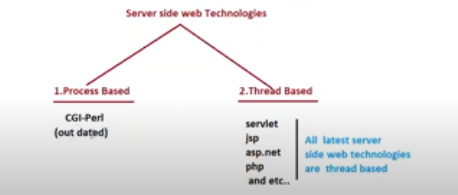 Server side web Technologies
1.Process Based
2.Thread Based
CGI-Perl
(out dated)
servlet
jsp
asp.net
php
and etc..
All latest server
side web technologies
are thread based